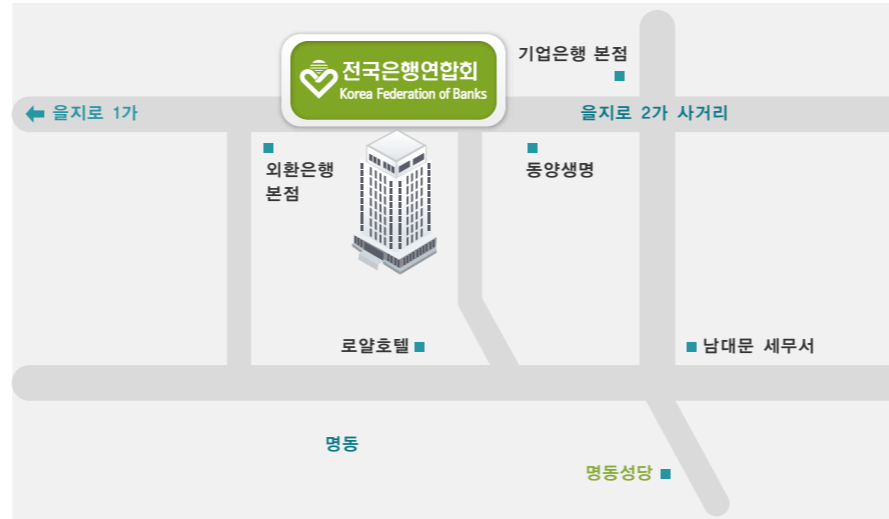 기업은행 본점
전국은행연합회
Korea Federation of Banks
을지로 1가
을지로 2가 사거리
외환은행
본점
동양생명
로얄호텔
남대문 세무서
명동
명동성당